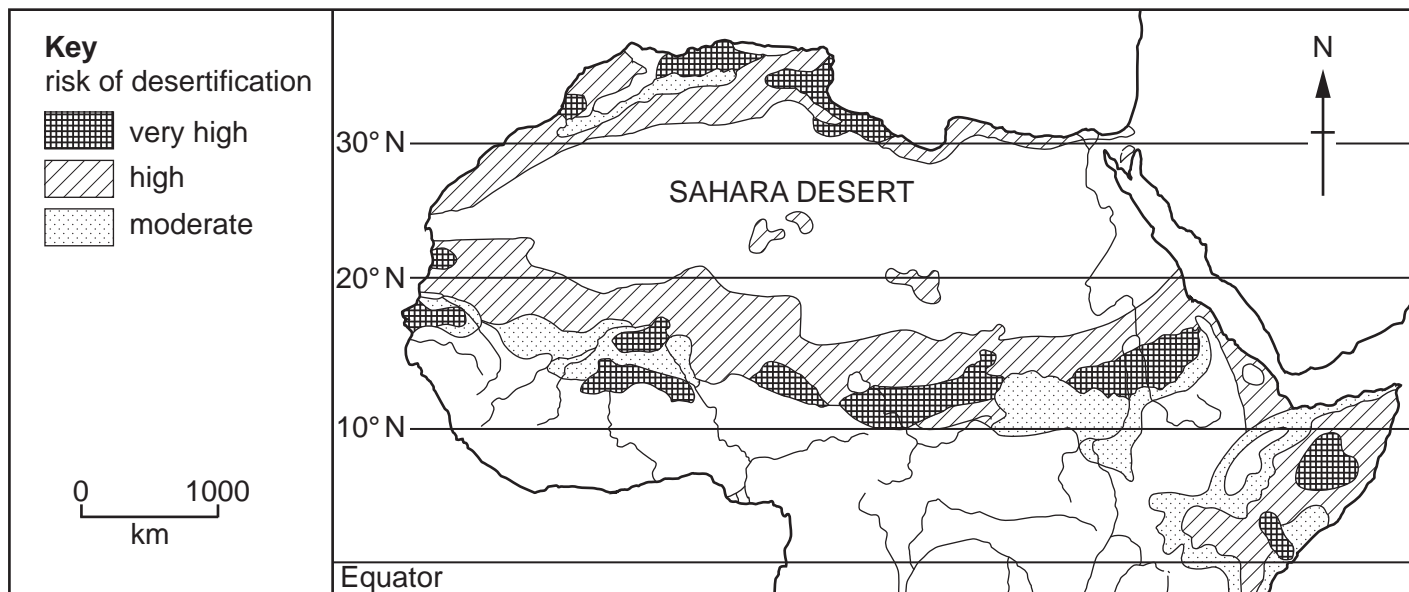 Key
risk of desertification
very high
high
moderate
0 1000
km
N
30° N
SAHARA DESERT
20° N
10° N
Equator